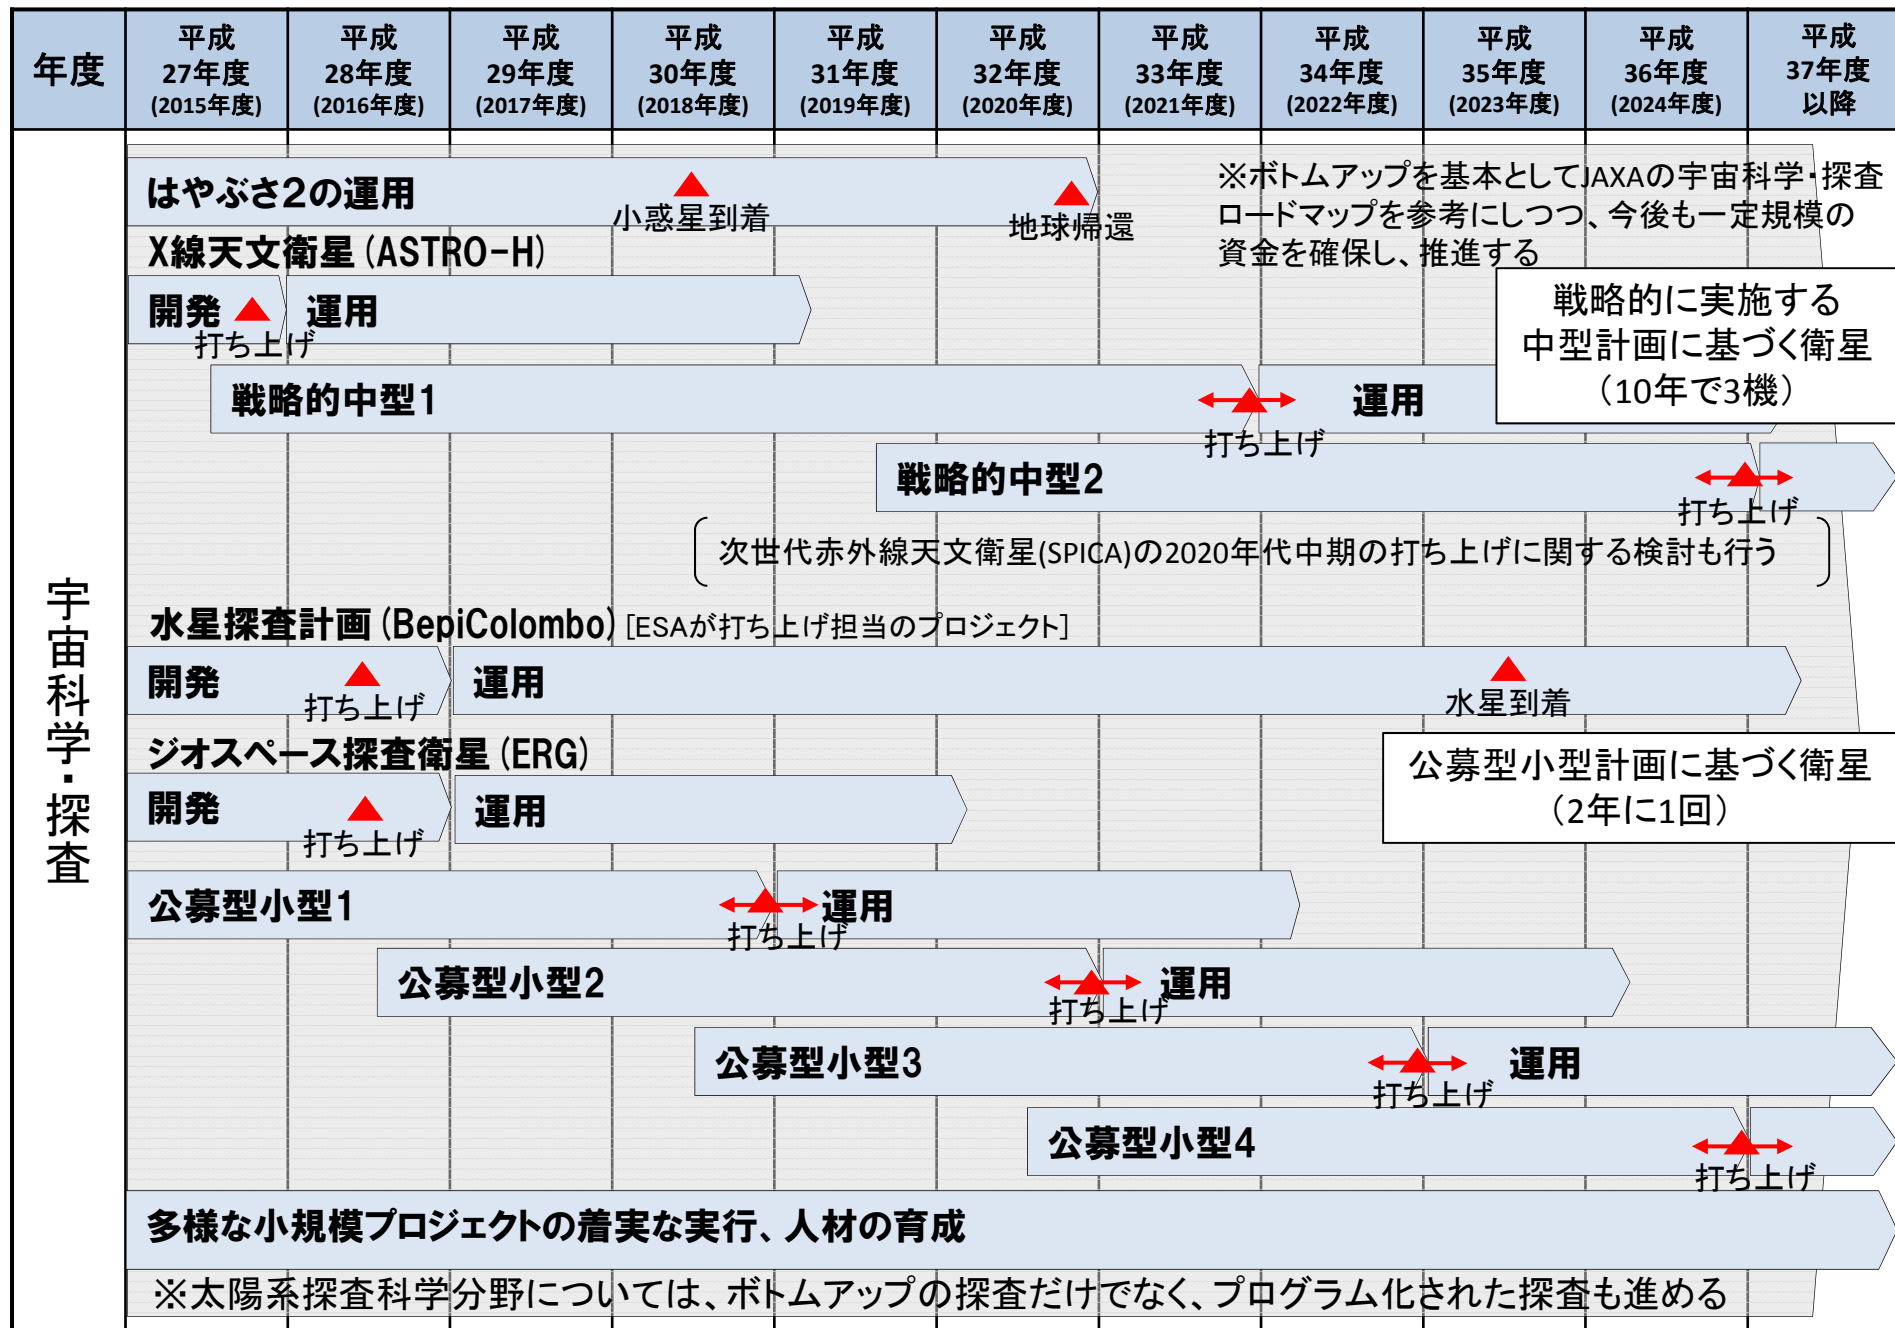 年度
平成
27年度
(2015年度)
平成
28年度
(2016年度)
平成
29年度
(2017年度)
平成
30年度
(2018年度)
平成
31年度
(2019年度)
平成
32年度
(2020年度)
平成
33年度
(2021年度)
平成
34年度
(2022年度)
平成
35年度
(2023年度)
平成
36年度
(2024年度)
平成
37年度
以降
宇宙科学・探査
はやぶさ2の運用
小惑星到着
地球帰還
※ボトムアップを基本としてJAXAの宇宙科学・探査
ロードマップを参考にしつつ、今後も一定規模の
資金を確保し、推進する
X線天文衛星(ASTRO-H)
開発
打ち上げ
運用
戦略的に実施する
中型計画に基づく衛星
(10年で3機)
戦略的中型1
打ち上げ
運用
戦略的中型2
打ち上げ
次世代赤外線天文衛星(SPICA)の2020年代中期の打ち上げに関する検討も行う
水星探査計画(BepiColombo) [ESAが打ち上げ担当のプロジェクト]
開発
打ち上げ
運用
水星到着
ジオスペース探査衛星(ERG)
開発
打ち上げ
運用
公募型小型計画に基づく衛星
(2年に1回)
公募型小型1
打ち上げ
運用
公募型小型2
打ち上げ
運用
公募型小型3
打ち上げ
運用
公募型小型4
打ち上げ
多様な小規模プロジェクトの着実な実行、人材の育成
※太陽系探査科学分野については、ボトムアップの探査だけでなく、プログラム化された探査も進める